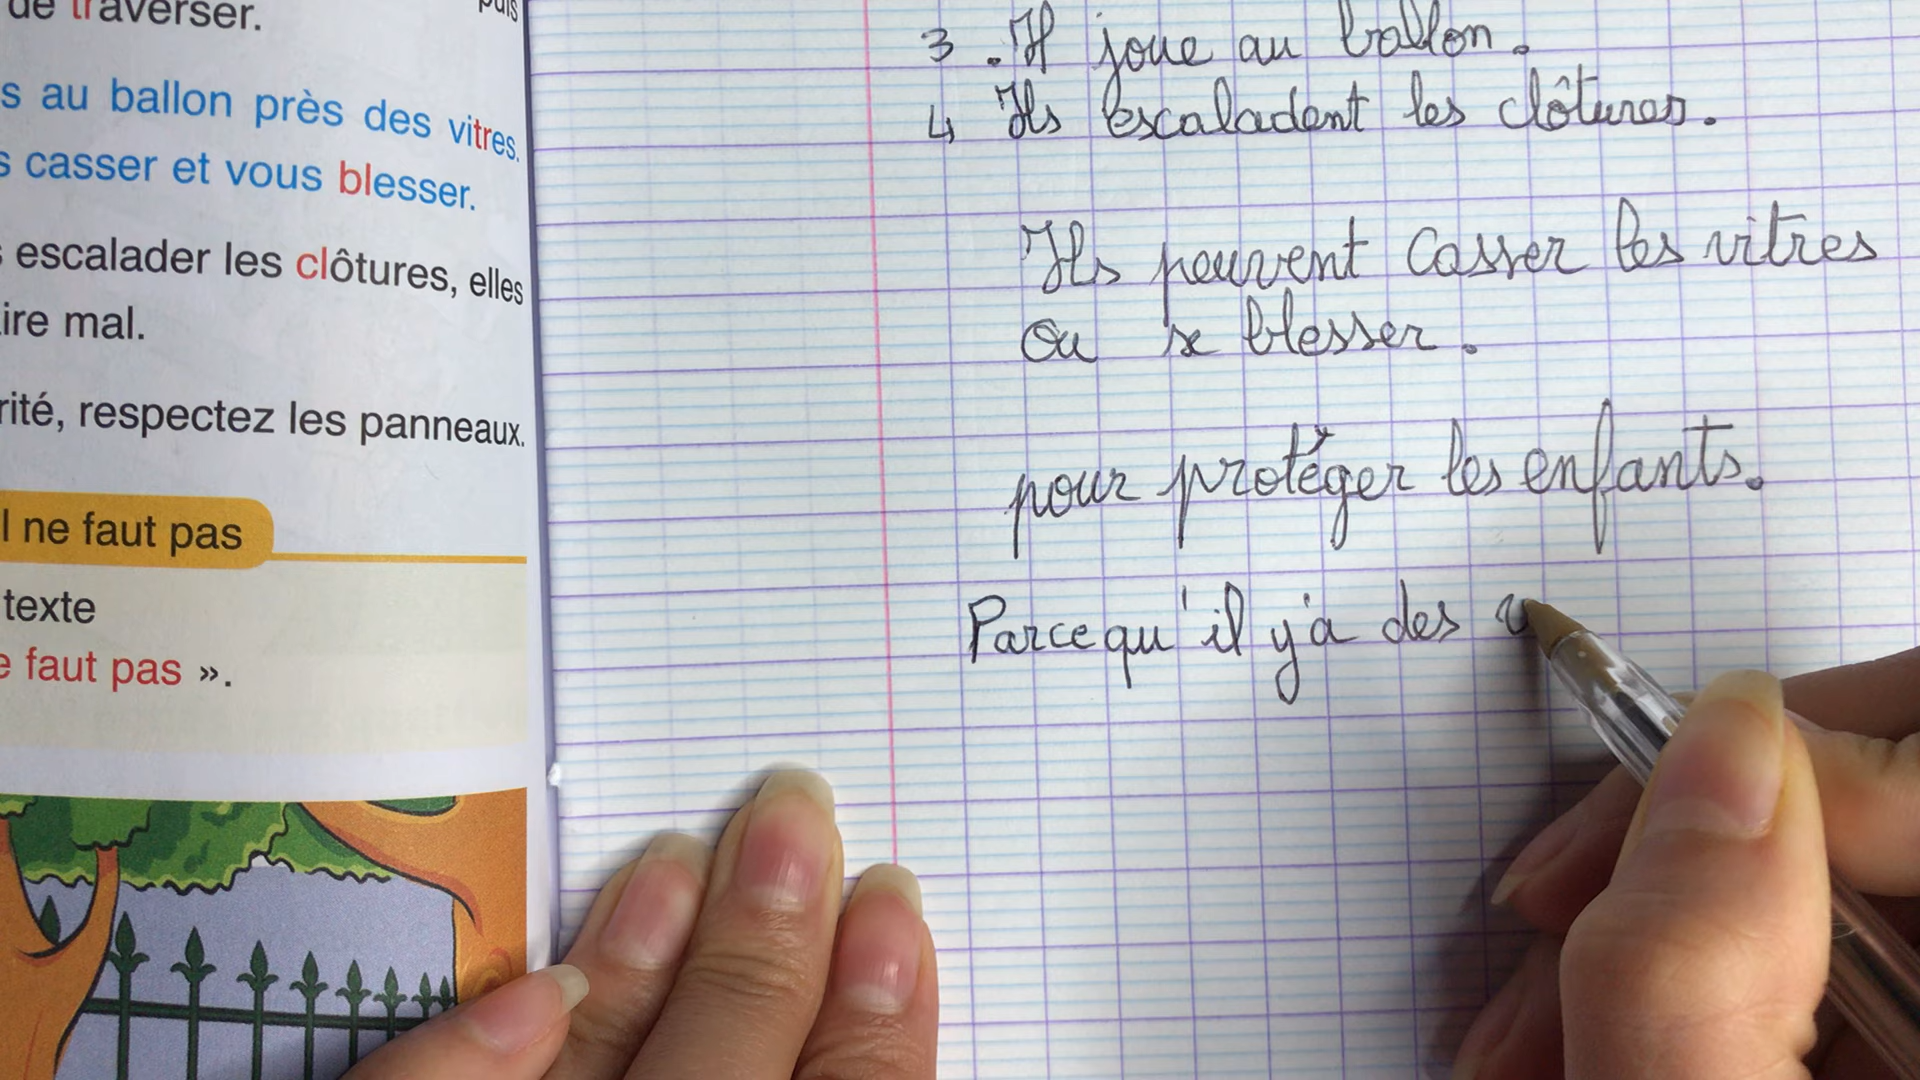 de traverser.
puis
s au ballon près des vitres.
s casser et vous blesser.
escalader les clôtures, elles
ire mal.
rité, respectez les panneaux.
l ne faut pas
texte
e faut pas ».
3 . Il joue au ballon.
4 Ils escaladent les clôtures.
Ils peuvent casser les vitres
ou se blesser.
pour protéger les enfants.
Parcequ'il y'a des